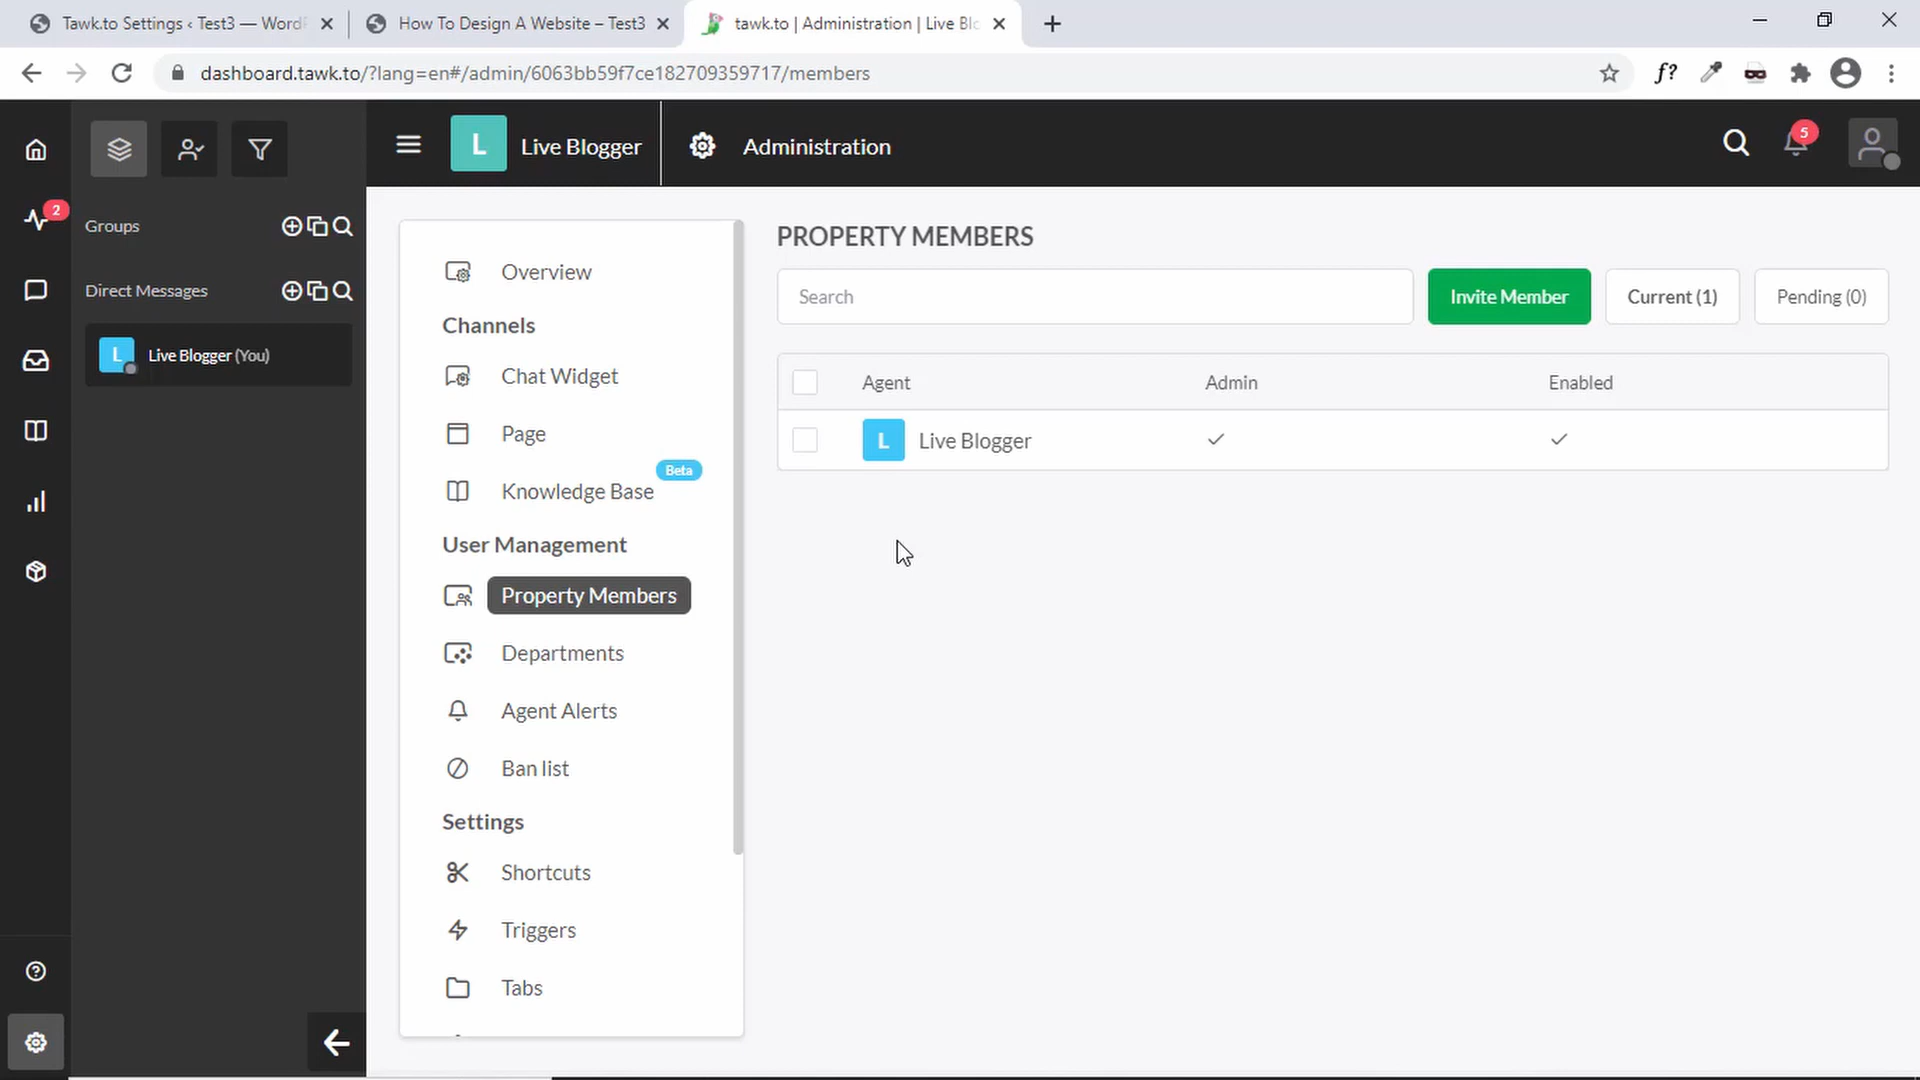 Tawk.to Settings ‹ Test3 — WordP
How To Design A Website – Test3
tawk.to | Administration | Live Blo
dashboard.tawk.to/?lang=en#/admin/6063bb59f7ce182709359717/members
f?
L
Live Blogger
Administration
5
2
Groups
Direct Messages
L
Live Blogger (You)
Overview
Channels
Chat Widget
Page
Beta
Knowledge Base
User Management
Property Members
Departments
Agent Alerts
Ban list
Settings
Shortcuts
Triggers
Tabs
PROPERTY MEMBERS
Search
Invite Member
Current (1)
Pending (0)
Agent
Admin
Enabled
L
Live Blogger